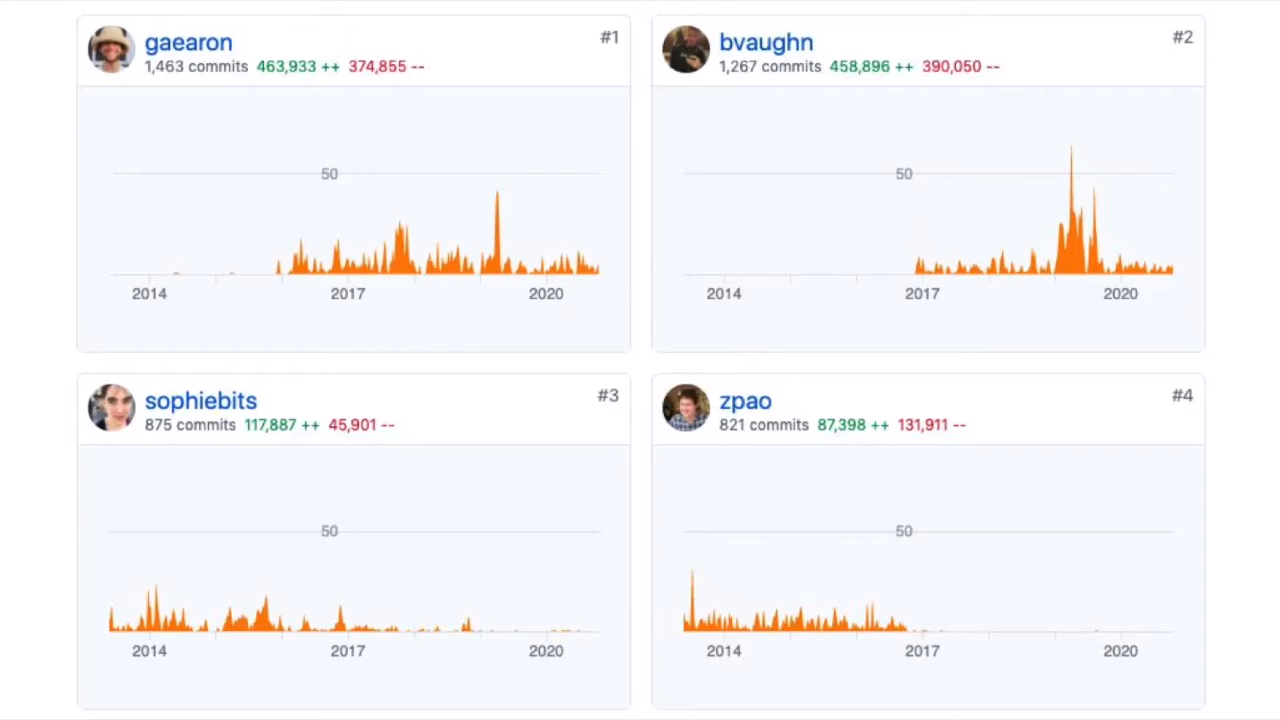 gaearon #1
1,463 commits 463,933 ++ 374,855 --
50
2014 2017 2020
bvaughn #2
1,267 commits 458,896 ++ 390,050 --
50
2014 2017 2020
sophiebits #3
875 commits 117,887 ++ 45,901 --
50
2014 2017 2020
zpao #4
821 commits 87,398 ++ 131,911 --
50
2014 2017 2020